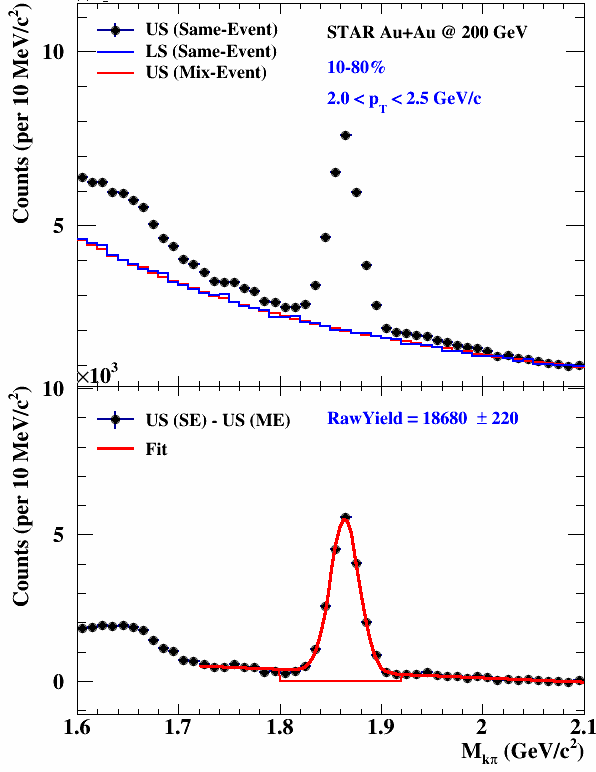 US (Same-Event)
LS (Same-Event)
US (Mix-Event)
STAR Au+Au @ 200 GeV
10-80%
2.0 < p_T < 2.5 GeV/c
Counts (per 10 MeV/c²)
10
5
×10³
10
US (SE) - US (ME)
Fit
RawYield = 18680 ± 220
Counts (per 10 MeV/c²)
5
0
1.6 1.7 1.8 1.9 2 2.1
M_kπ (GeV/c²)